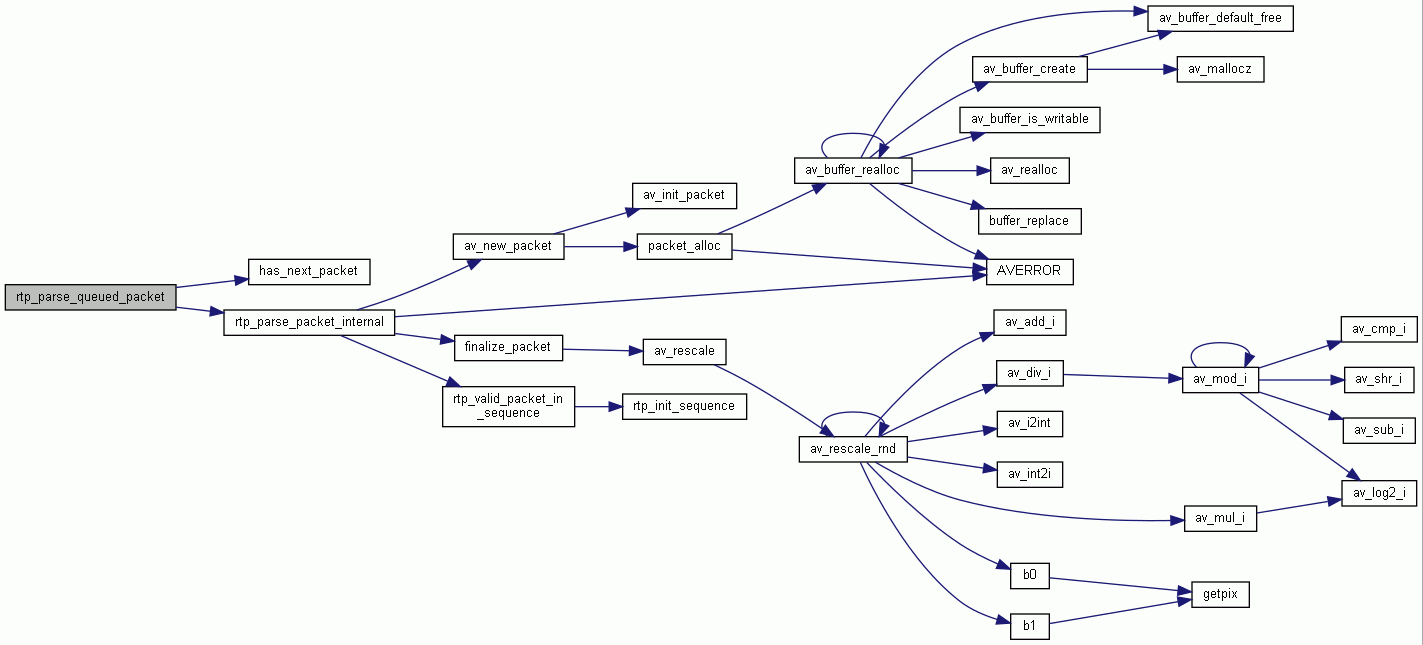 rtp_parse_queued_packet
has_next_packet
rtp_parse_packet_internal
av_new_packet
finalize_packet
rtp_valid_packet_in
_sequence
av_init_packet
packet_alloc
av_rescale
rtp_init_sequence
av_buffer_realloc
av_rescale_rnd
av_buffer_default_free
av_buffer_create
av_mallocz
av_buffer_is_writable
av_realloc
buffer_replace
AVERROR
av_add_i
av_div_i
av_i2int
av_int2i
b0
b1
av_mod_i
av_mul_i
getpix
av_cmp_i
av_shr_i
av_sub_i
av_log2_i